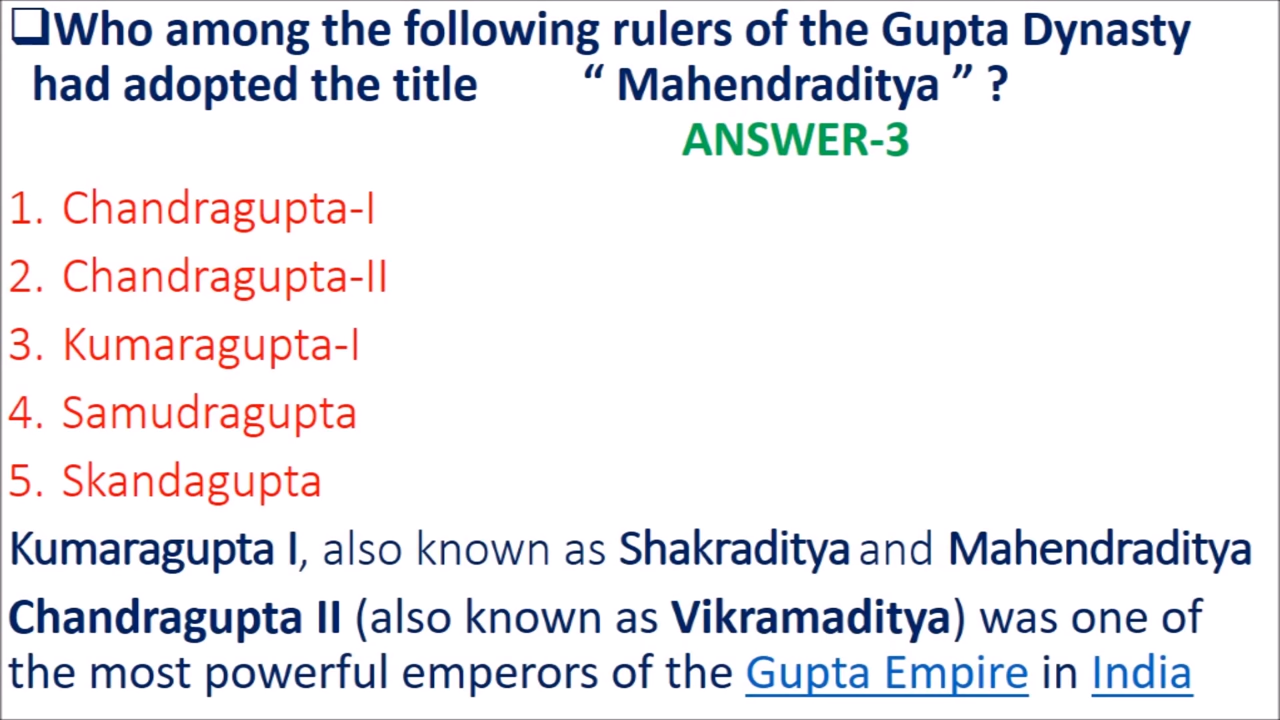 ❑Who among the following rulers of the Gupta Dynasty
had adopted the title “ Mahendraditya ” ?
ANSWER-3
1. Chandragupta-I
2. Chandragupta-II
3. Kumaragupta-I
4. Samudragupta
5. Skandagupta
Kumaragupta I, also known as Shakraditya and Mahendraditya
Chandragupta II (also known as Vikramaditya) was one of
the most powerful emperors of the Gupta Empire in India